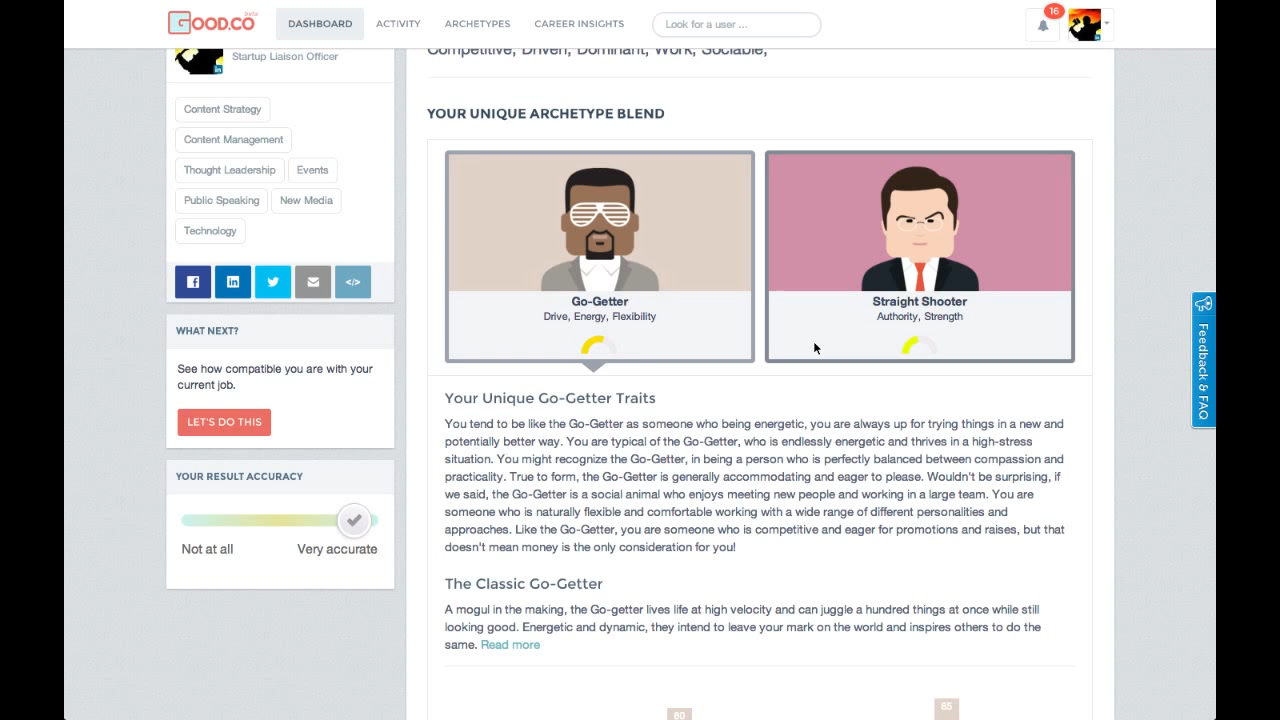 GOOD.CO beta
DASHBOARD
ACTIVITY
ARCHETYPES
CAREER INSIGHTS
Look for a user ...
16
Startup Liaison Officer
Content Strategy
Content Management
Thought Leadership
Events
Public Speaking
New Media
Technology
f
in
</>
WHAT NEXT?
See how compatible you are with your
current job.
LET'S DO THIS
YOUR RESULT ACCURACY
Not at all
Very accurate
Competitive, Driven, Dominant, Work, Sociable,
YOUR UNIQUE ARCHETYPE BLEND
Go-Getter
Drive, Energy, Flexibility
Straight Shooter
Authority, Strength
Your Unique Go-Getter Traits
You tend to be like the Go-Getter as someone who being energetic, you are always up for trying things in a new and
potentially better way. You are typical of the Go-Getter, who is endlessly energetic and thrives in a high-stress
situation. You might recognize the Go-Getter, in being a person who is perfectly balanced between compassion and
practicality. True to form, the Go-Getter is generally accommodating and eager to please. Wouldn't be surprising, if
we said, the Go-Getter is a social animal who enjoys meeting new people and working in a large team. You are
someone who is naturally flexible and comfortable working with a wide range of different personalities and
approaches. Like the Go-Getter, you are someone who is competitive and eager for promotions and raises, but that
doesn't mean money is the only consideration for you!
The Classic Go-Getter
A mogul in the making, the Go-getter lives life at high velocity and can juggle a hundred things at once while still
looking good. Energetic and dynamic, they intend to leave your mark on the world and inspires others to do the
same. Read more
60
65
Feedback & FAQ